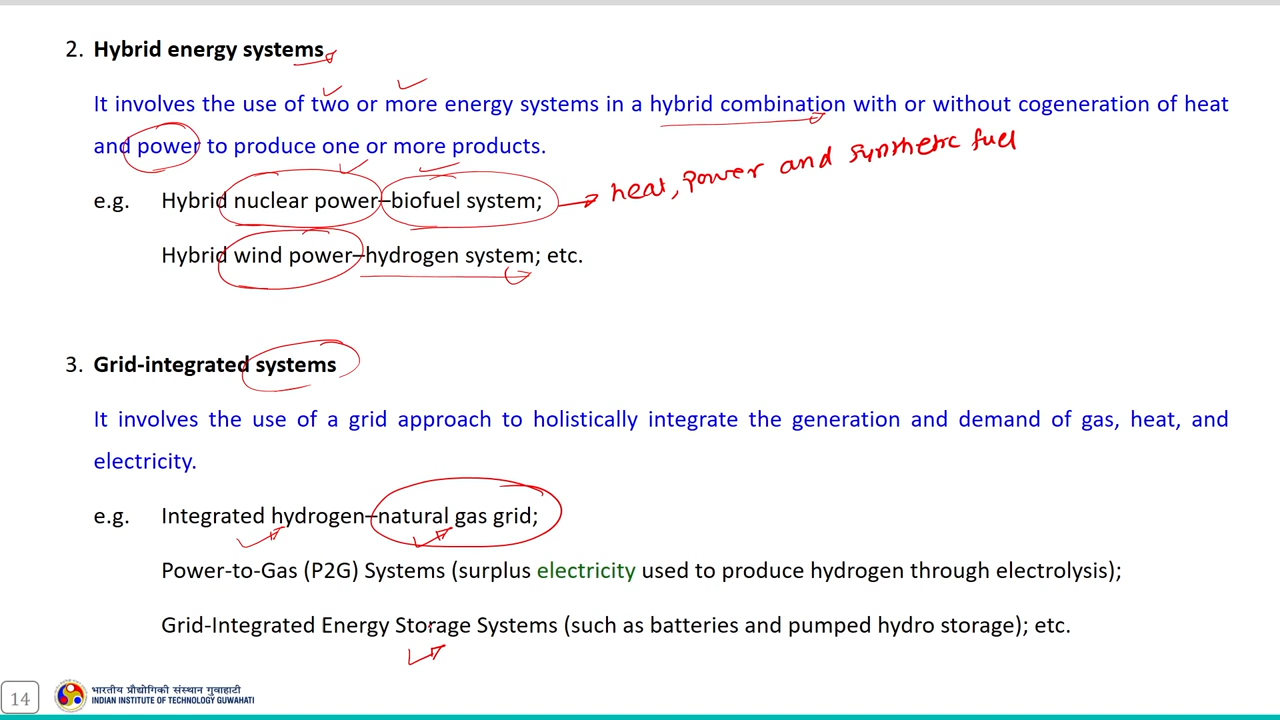 2. Hybrid energy systems
It involves the use of two or more energy systems in a hybrid combination with or without cogeneration of heat
and power to produce one or more products.
heat, power and synthetic fuel
e.g. Hybrid nuclear power–biofuel system;
Hybrid wind power–hydrogen system; etc.
3. Grid-integrated systems
It involves the use of a grid approach to holistically integrate the generation and demand of gas, heat, and
electricity.
e.g. Integrated hydrogen–natural gas grid;
Power-to-Gas (P2G) Systems (surplus electricity used to produce hydrogen through electrolysis);
Grid-Integrated Energy Storage Systems (such as batteries and pumped hydro storage); etc.
14
भारतीय प्रौद्योगिकी संस्थान गुवाहाटी
INDIAN INSTITUTE OF TECHNOLOGY GUWAHATI